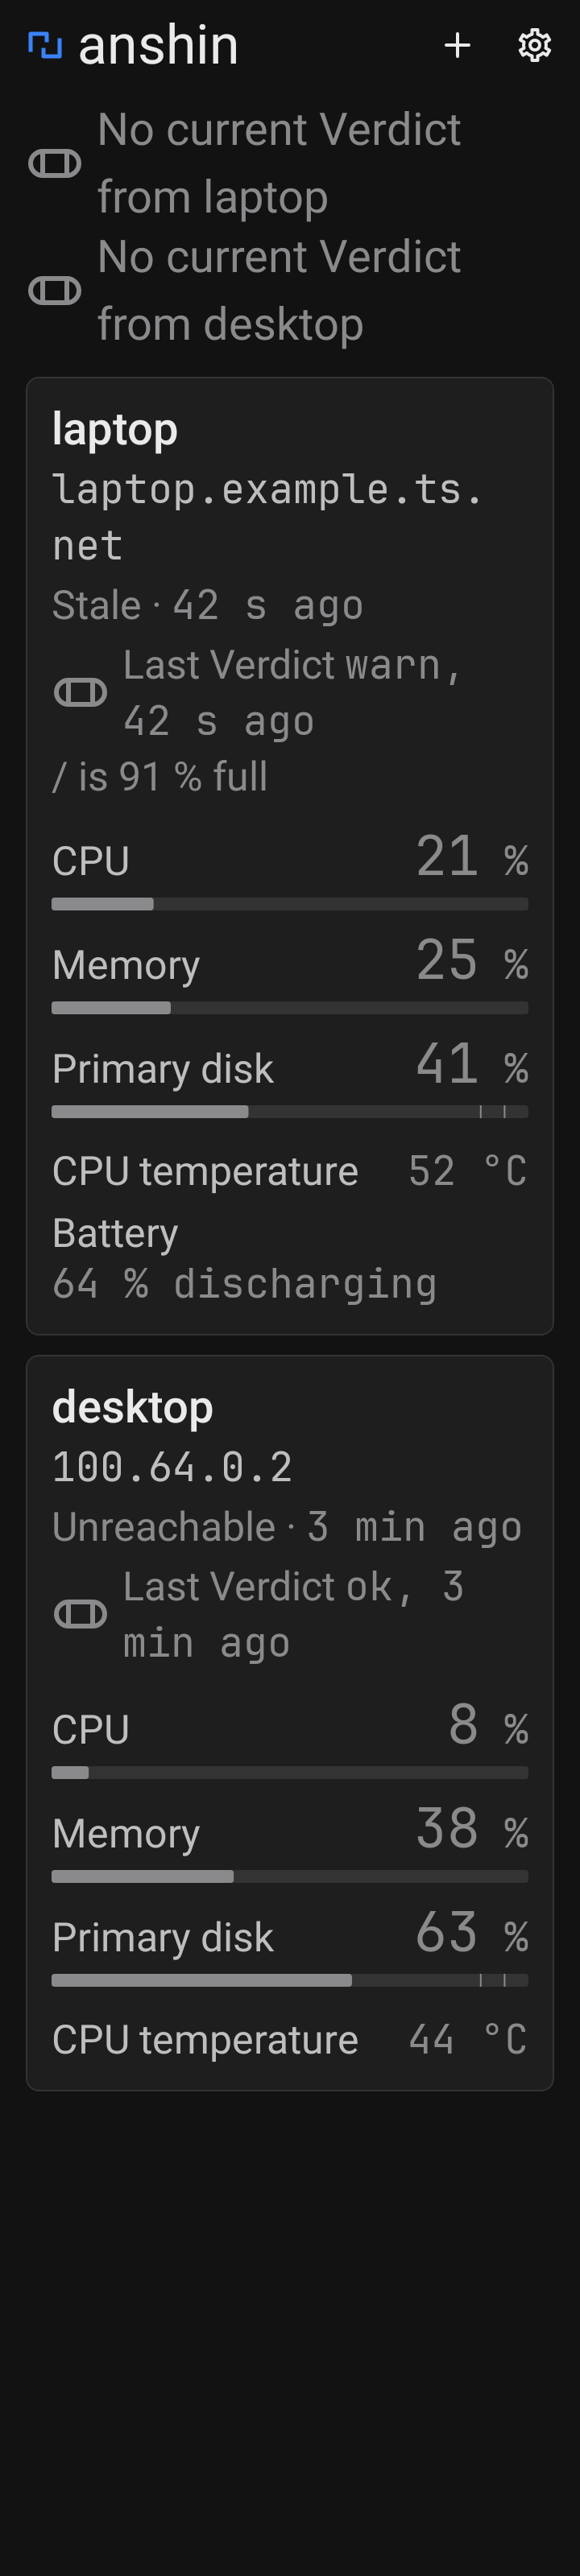 anshin
No current Verdict
from laptop
No current Verdict
from desktop
laptop
laptop.example.ts.
net
Stale · 42 s ago
Last Verdict warn,
42 s ago
/ is 91 % full
CPU 21 %
Memory 25 %
Primary disk 41 %
CPU temperature 52 °C
Battery
64 % discharging
desktop
100.64.0.2
Unreachable · 3 min ago
Last Verdict ok, 3
min ago
CPU 8 %
Memory 38 %
Primary disk 63 %
CPU temperature 44 °C